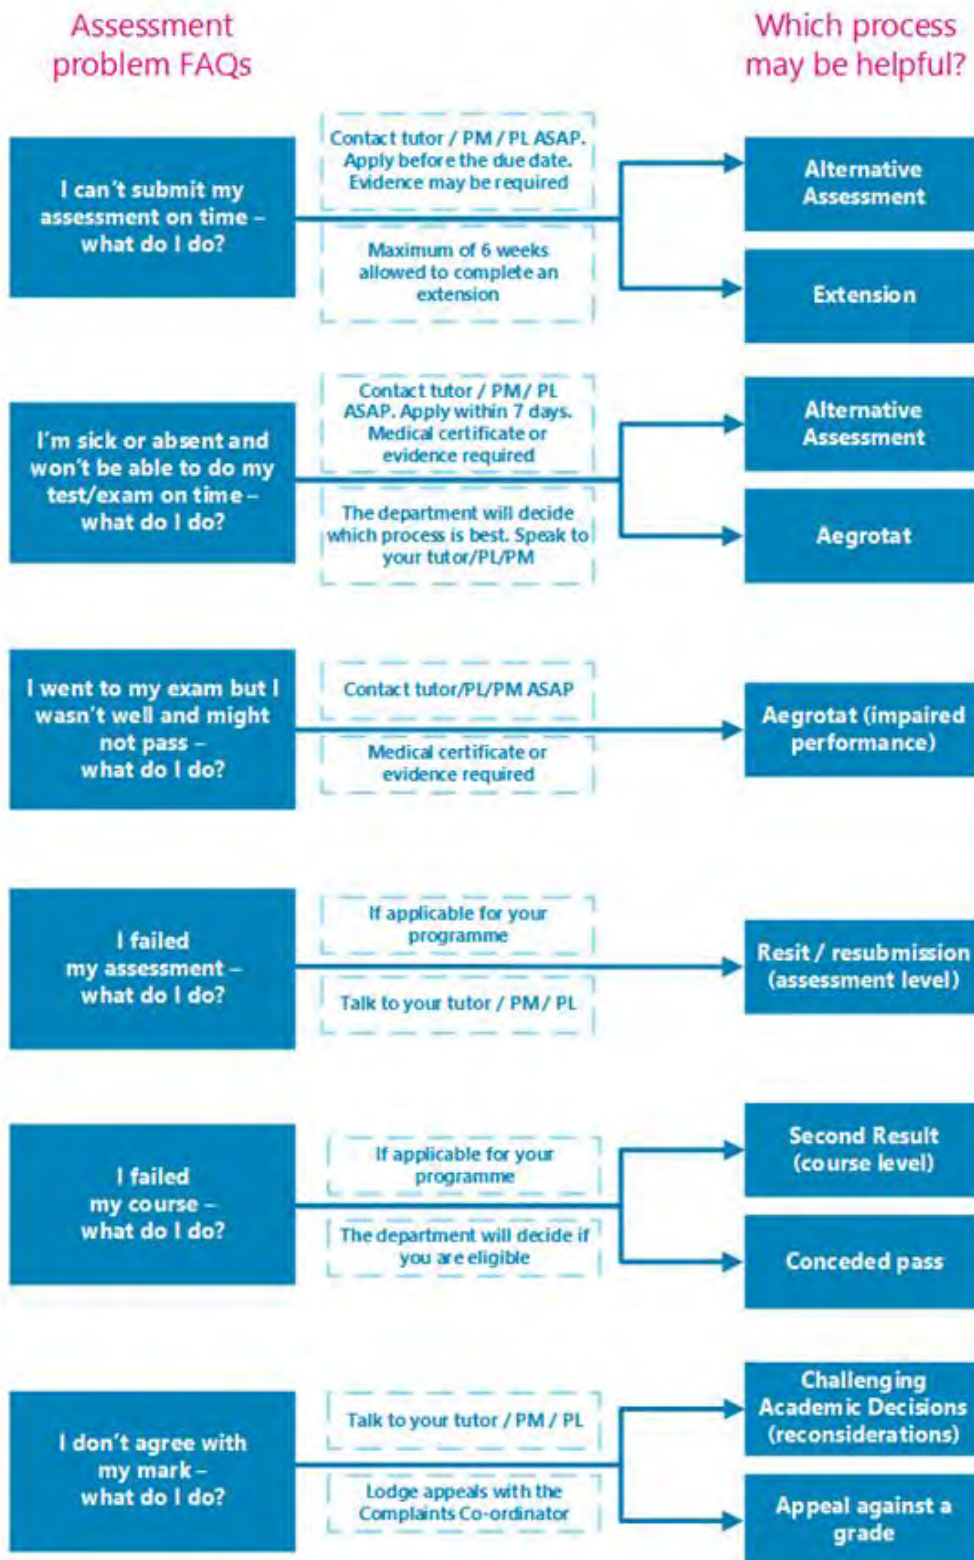 Assessment
problem FAQs
Which process
may be helpful?
I can't submit my
assessment on time –
what do I do?
Contact tutor / PM / PL ASAP.
Apply before the due date.
Evidence may be required
Maximum of 6 weeks
allowed to complete an
extension
Alternative
Assessment
Extension
I'm sick or absent and
won't be able to do my
test/exam on time –
what do I do?
Contact tutor / PM / PL
ASAP. Apply within 7 days.
Medical certificate or
evidence required
The department will decide
which process is best. Speak to
your tutor/PL/PM
Alternative
Assessment
Aegrotat
I went to my exam but I
wasn't well and might
not pass –
what do I do?
Contact tutor/PL/PM ASAP
Medical certificate or
evidence required
Aegrotat (impaired
performance)
I failed
my assessment –
what do I do?
If applicable for your
programme
Talk to your tutor / PM / PL
Resit / resubmission
(assessment level)
I failed
my course –
what do I do?
If applicable for your
programme
The department will decide if
you are eligible
Second Result
(course level)
Conceded pass
I don't agree with
my mark –
what do I do?
Talk to your tutor / PM / PL
Lodge appeals with the
Complaints Co-ordinator
Challenging
Academic Decisions
(reconsiderations)
Appeal against a
grade